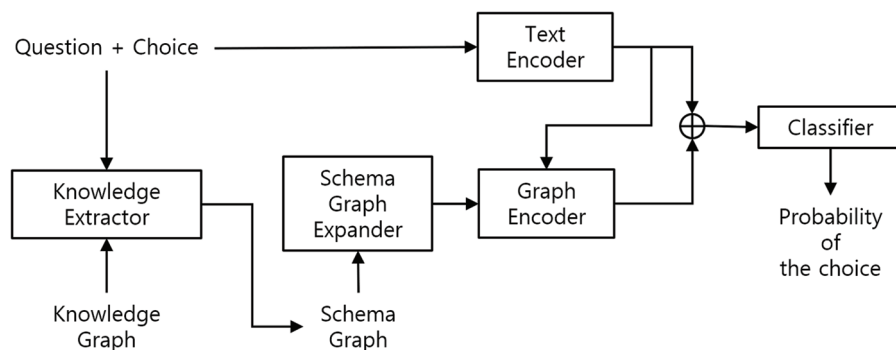 Question + Choice
Text
Encoder
Classifier
Knowledge
Extractor
Schema
Graph
Expander
Graph
Encoder
Probability
of
the choice
Knowledge
Graph
Schema
Graph